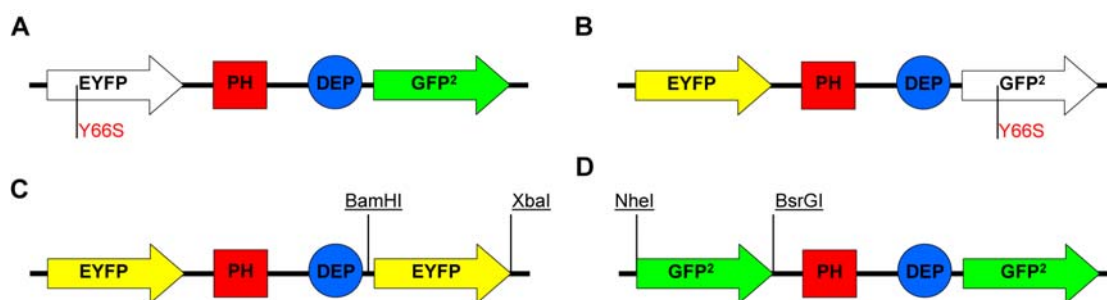 A
EYFP PH DEP GFP²
Y66S
B
EYFP PH DEP GFP²
Y66S
C
BamHI XbaI
EYFP PH DEP EYFP
D
NheI BsrGI
GFP² PH DEP GFP²